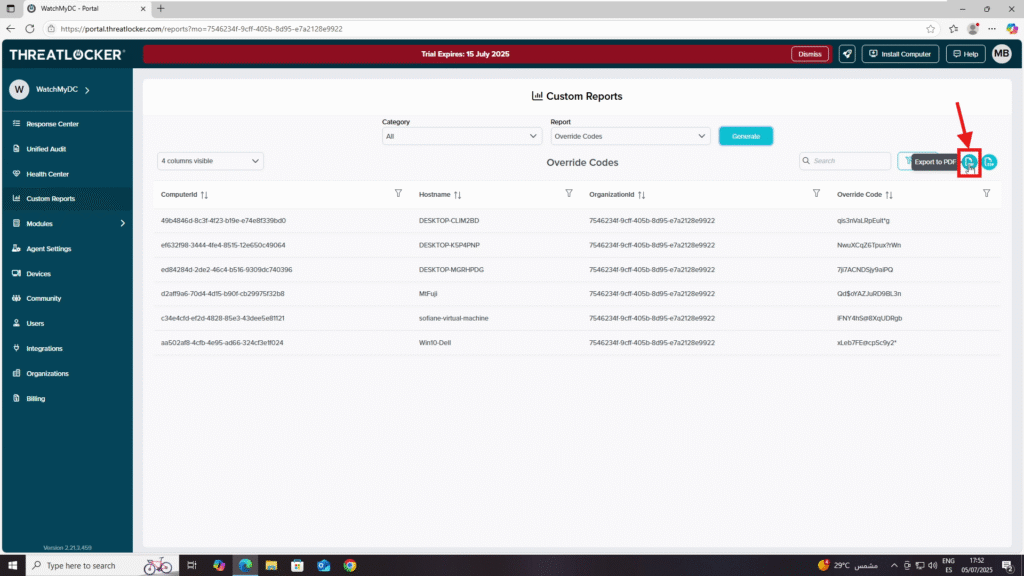 WatchMyDC - Portal
https://portal.threatlocker.com/reports?mo=7546234f-9cff-405b-8d95-e7a2128e9922
THREATLOCKER
Trial Expires: 15 July 2025
Dismiss
Install Computer
Help
MB
W
WatchMyDC
Response Center
Unified Audit
Health Center
Custom Reports
Modules
Agent Settings
Devices
Community
Users
Integrations
Organizations
Billing
Version 2.21.3.459
Custom Reports
Category
Report
All
Override Codes
Generate
4 columns visible
Override Codes
Search
Export to PDF
ComputerId Hostname OrganizationId Override Code
49b4846d-8c3f-4f23-b19e-e74e8f339bd0 DESKTOP-CLIM2BD 7546234f-9cff-405b-8d95-e7a2128e9922 qis3nVaLRpEuit*g
ef632f98-3444-4fe4-8515-12e650c49064 DESKTOP-K5P4PNP 7546234f-9cff-405b-8d95-e7a2128e9922 NwuXCqZ6Tpux?rWn
ed84284d-2de2-46c4-b516-9309dc740396 DESKTOP-MGRHPDG 7546234f-9cff-405b-8d95-e7a2128e9922 7ji7ACNDSjy9aiPQ
d2aff9a6-70d4-4d15-b90f-cb29975f32b8 MtFuji 7546234f-9cff-405b-8d95-e7a2128e9922 Qd$oYAZJuRD9BL3n
c34e4cfd-ef2d-4828-85e3-43dee5e81121 sofiane-virtual-machine 7546234f-9cff-405b-8d95-e7a2128e9922
aa502af8-4cfb-4e95-ad66-324cf3e1f024 Win10-Dell 7546234f-9cff-405b-8d95-e7a2128e9922 xLeb7FE@cpSc9y2*
Type here to search
29°C مشمس
ENG
ES
17:52
05/07/2025